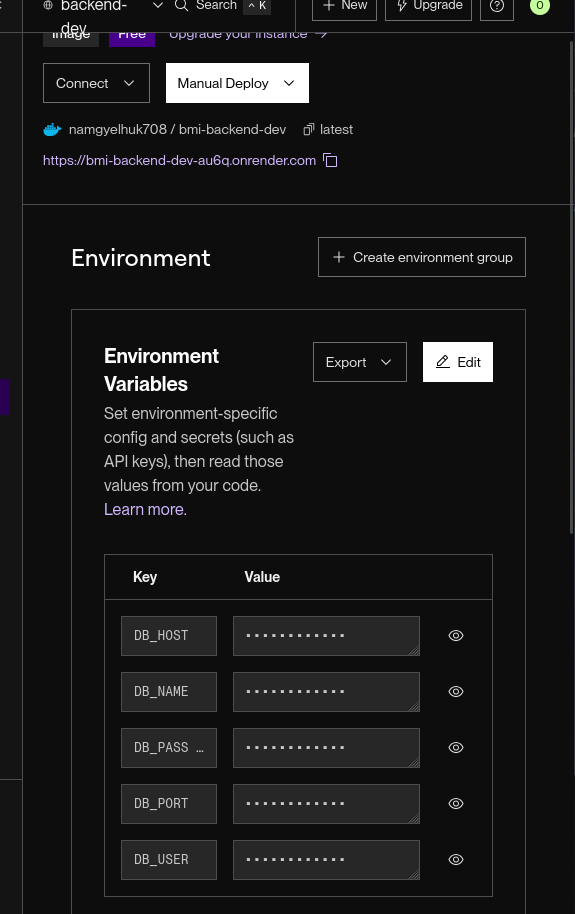 backend-
dev
Search
^ K
+ New
Upgrade
0
Image
Free
Upgrade your instance →
Connect
Manual Deploy
namgyelhuk708 / bmi-backend-dev
latest
https://bmi-backend-dev-au6q.onrender.com
Environment
+ Create environment group
Environment
Variables
Export
Edit
Set environment-specific
config and secrets (such as
API keys), then read those
values from your code.
Learn more.
Key
Value
DB_HOST
············
DB_NAME
············
DB_PASS …
············
DB_PORT
············
DB_USER
············